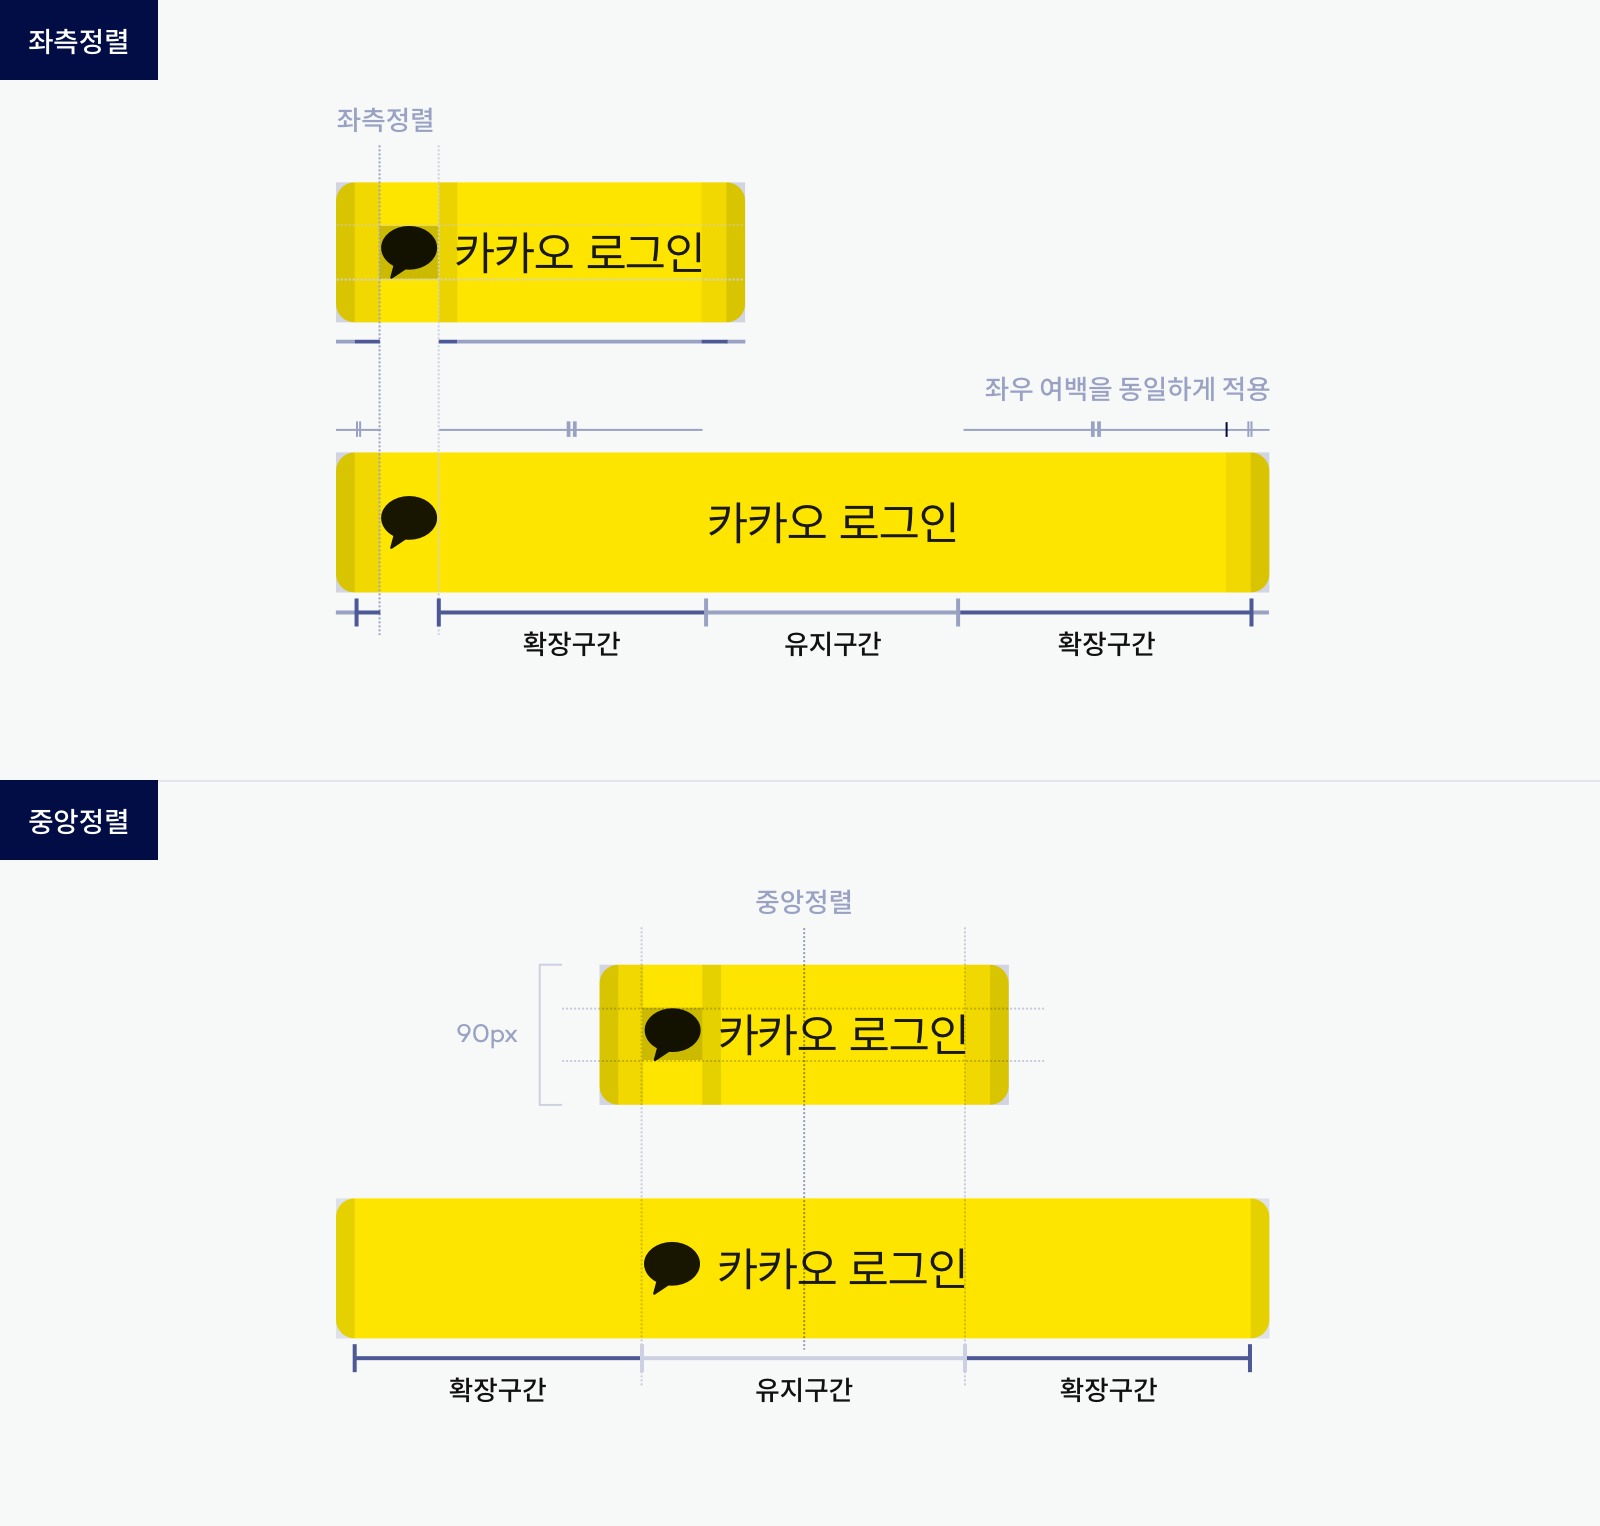 좌측정렬
좌측정렬
카카오 로그인
좌우 여백을 동일하게 적용
카카오 로그인
확장구간 유지구간 확장구간
중앙정렬
중앙정렬
90px
카카오 로그인
카카오 로그인
확장구간 유지구간 확장구간